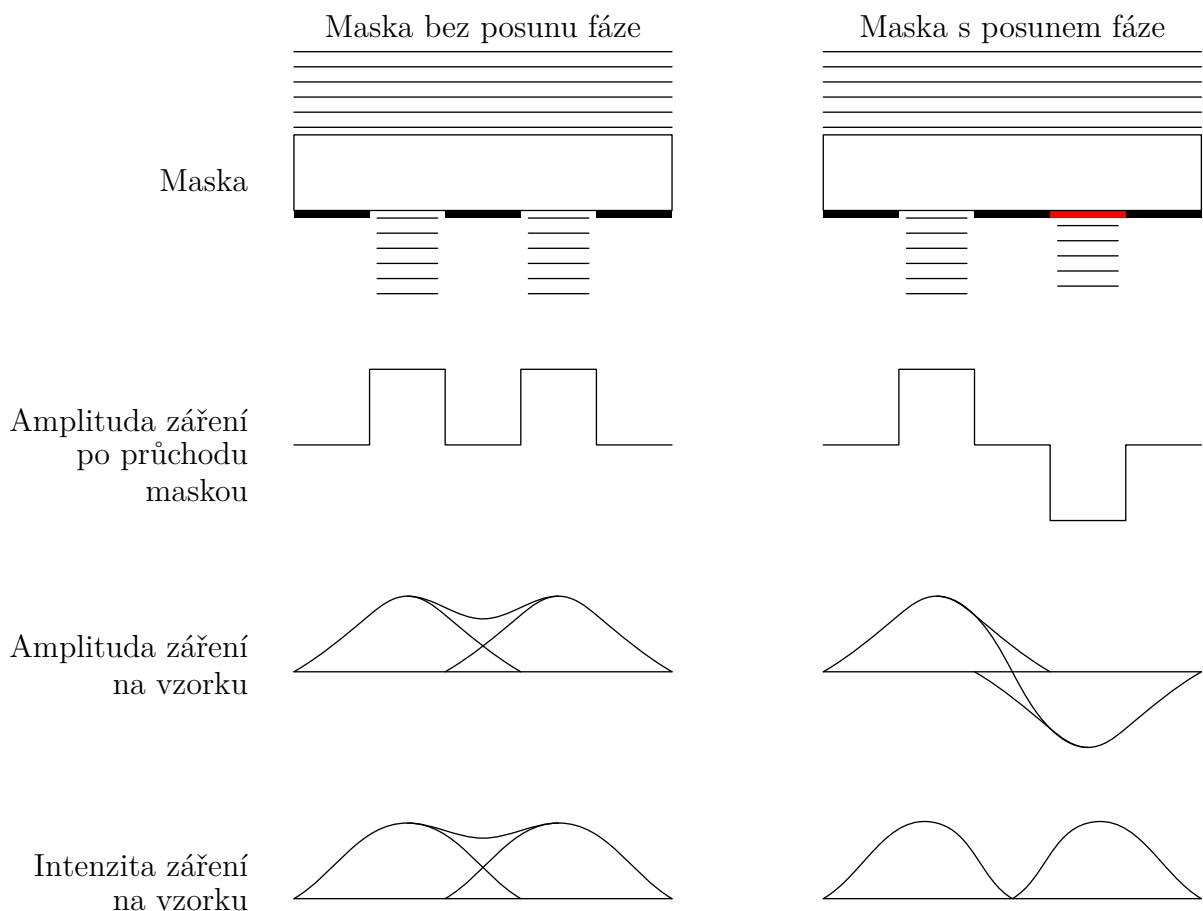 Maska bez posunu fáze
Maska s posunem fáze
Maska
Amplituda záření
po průchodu
maskou
Amplituda záření
na vzorku
Intenzita záření
na vzorku